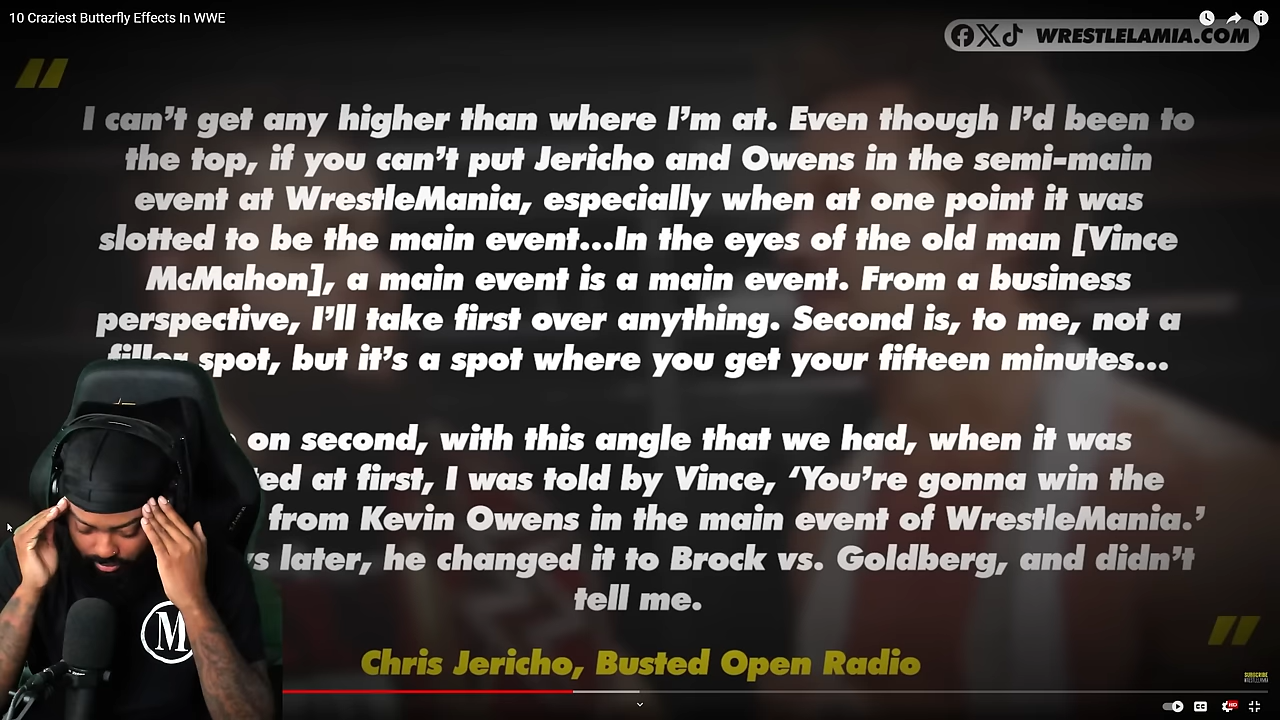 10 Craziest Butterfly Effects In WWE
WRESTLELAMIA.COM
"
I can't get any higher than where I'm at. Even though I'd been to
the top, if you can't put Jericho and Owens in the semi-main
event at WrestleMania, especially when at one point it was
slotted to be the main event...In the eyes of the old man [Vince
McMahon], a main event is a main event. From a business
perspective, I'll take first over anything. Second is, to me, not a
filler spot, but it's a spot where you get your fifteen minutes...
on second, with this angle that we had, when it was
at first, I was told by Vince, 'You're gonna win the
from Kevin Owens in the main event of WrestleMania.'
later, he changed it to Brock vs. Goldberg, and didn't
tell me.
"
Chris Jericho, Busted Open Radio
M
SUBSCRIBE
WRESTLELAMIA
CC
HD